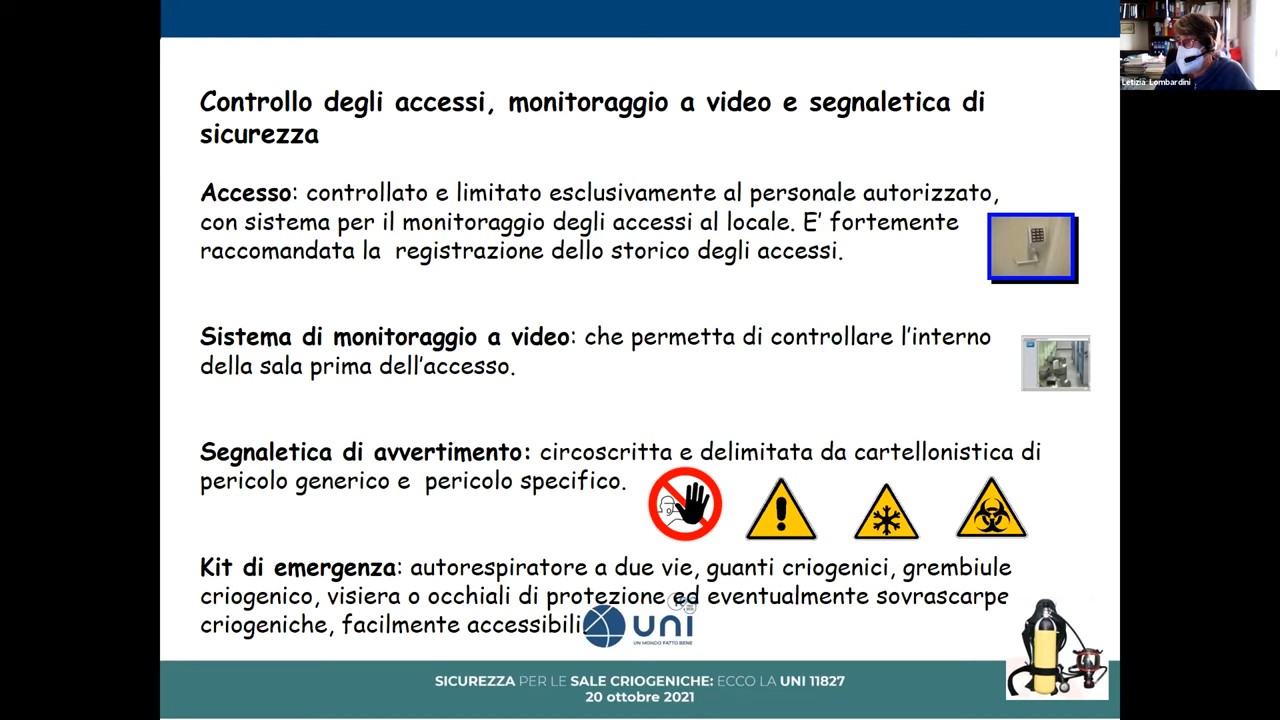 Controllo degli accessi, monitoraggio a video e segnaletica di
sicurezza
Accesso: controllato e limitato esclusivamente al personale autorizzato,
con sistema per il monitoraggio degli accessi al locale. E' fortemente
raccomandata la registrazione dello storico degli accessi.
Sistema di monitoraggio a video: che permetta di controllare l'interno
della sala prima dell'accesso.
Segnaletica di avvertimento: circoscritta e delimitata da cartellonistica di
pericolo generico e pericolo specifico.
Kit di emergenza: autorespiratore a due vie, guanti criogenici, grembiule
criogenico, visiera o occhiali di protezione ed eventualmente sovrascarpe
criogeniche, facilmente accessibili
UNI
UN MONDO FATTO BENE
SICUREZZA PER LE SALE CRIOGENICHE: ECCO LA UNI 11827
20 ottobre 2021
Letizia Lombardini